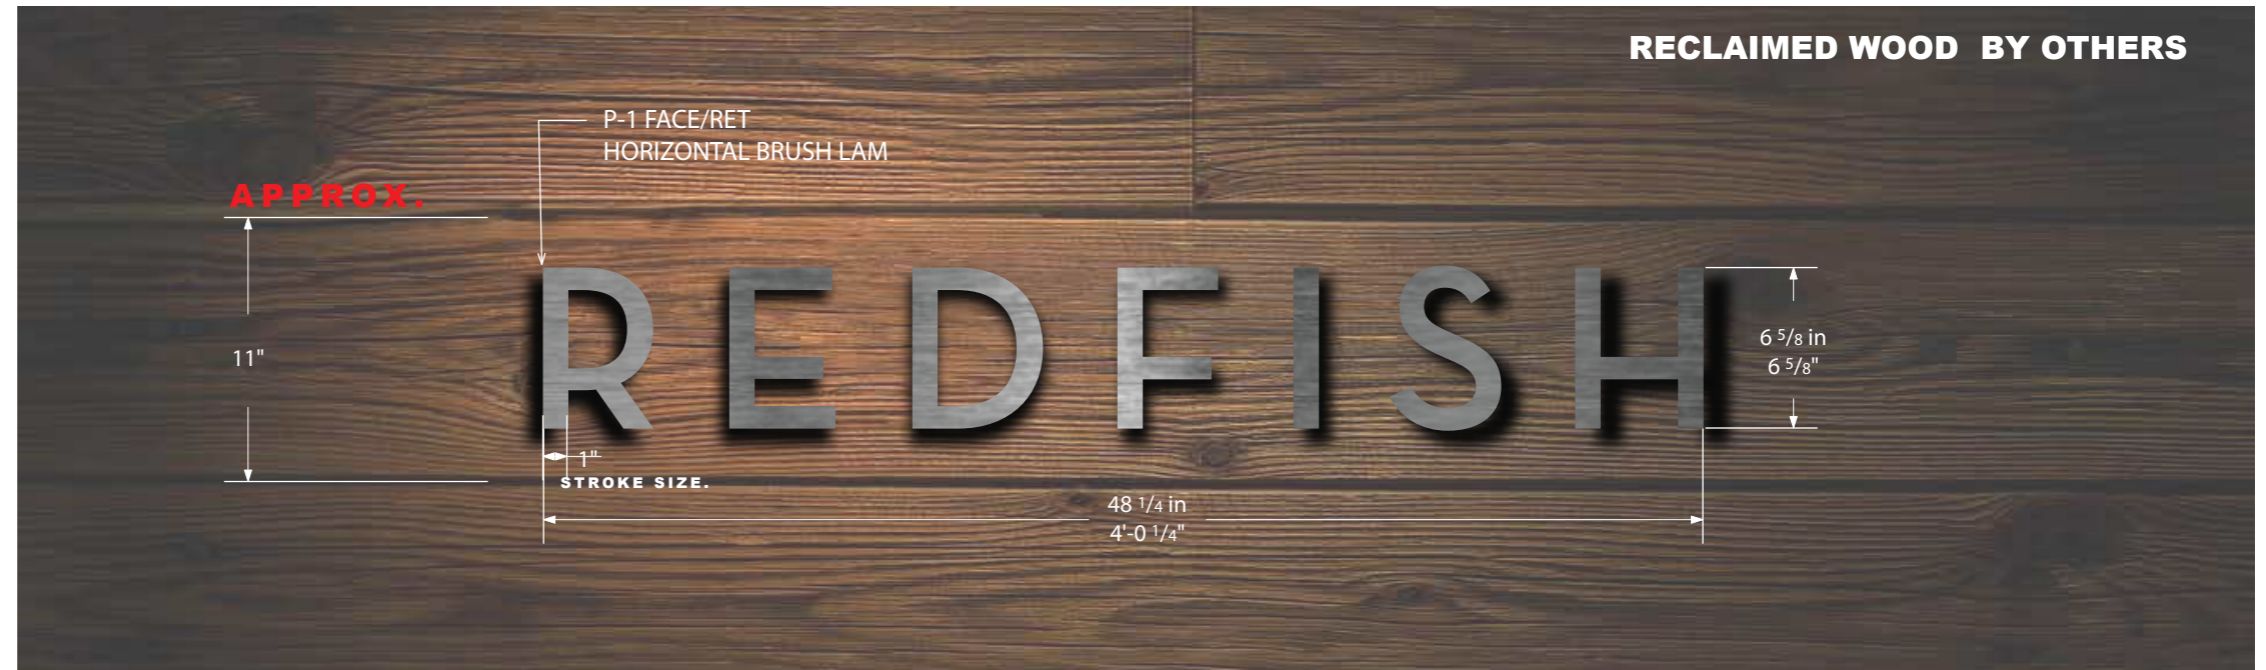 RECLAIMED WOOD BY OTHERS
P-1 FACE/RET
HORIZONTAL BRUSH LAM
APPROX.
11"
REDFISH
6 5/8 in
6 5/8"
1"
STROKE SIZE.
48 1/4 in
4'-0 1/4"